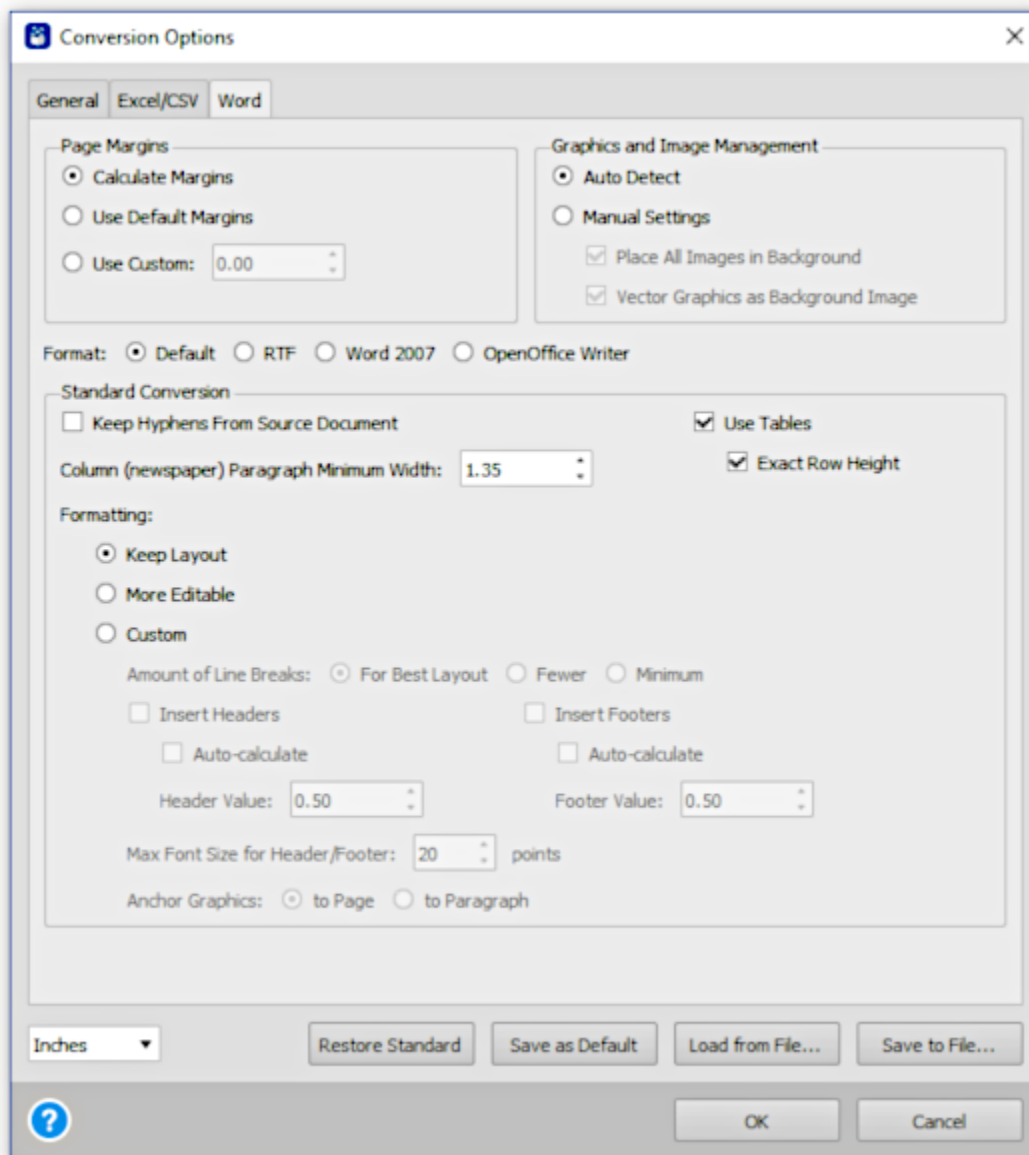 Conversion Options
General Excel/CSV Word
Page Margins
Calculate Margins
Use Default Margins
Use Custom: 0.00
Graphics and Image Management
Auto Detect
Manual Settings
Place All Images in Background
Vector Graphics as Background Image
Format: Default RTF Word 2007 OpenOffice Writer
Standard Conversion
Keep Hyphens From Source Document
Use Tables
Column (newspaper) Paragraph Minimum Width: 1.35
Exact Row Height
Formatting:
Keep Layout
More Editable
Custom
Amount of Line Breaks: For Best Layout Fewer Minimum
Insert Headers Insert Footers
Auto-calculate Auto-calculate
Header Value: 0.50 Footer Value: 0.50
Max Font Size for Header/Footer: 20 points
Anchor Graphics: to Page to Paragraph
Inches Restore Standard Save as Default Load from File... Save to File...
? OK Cancel